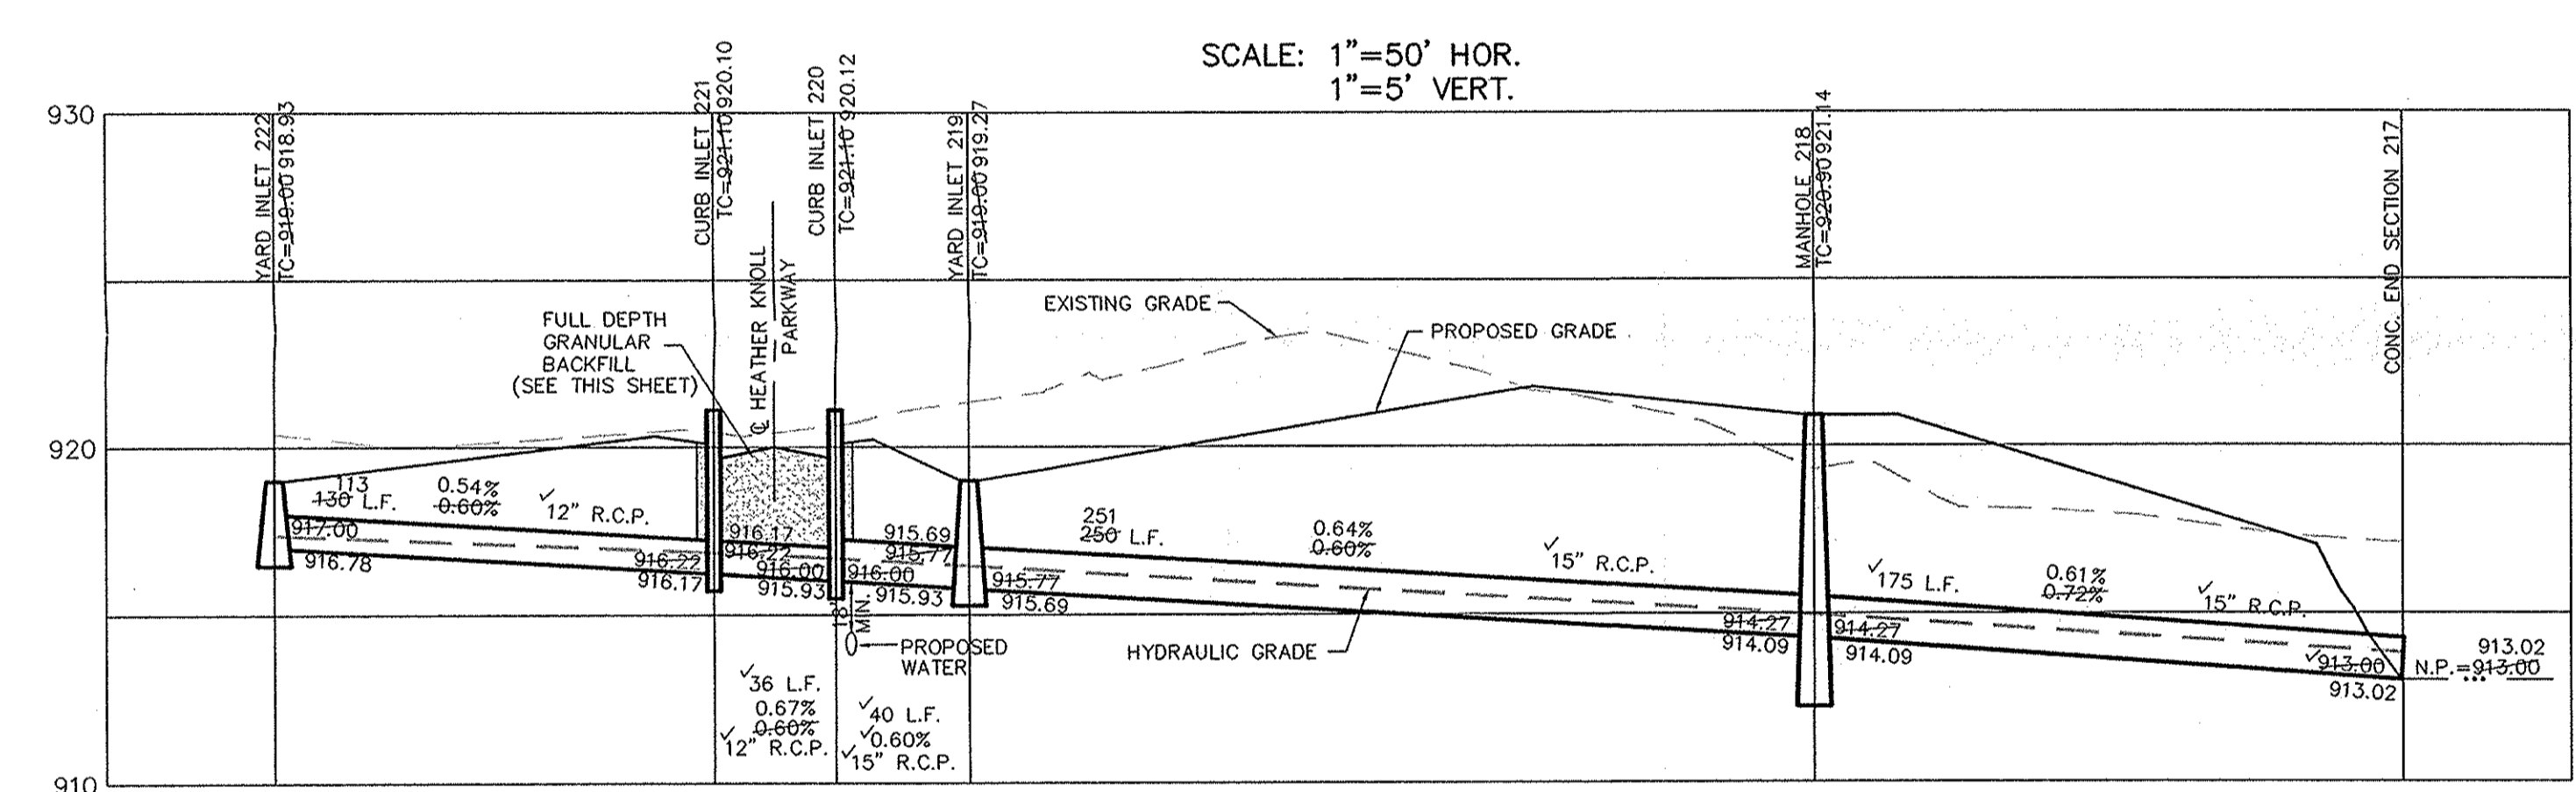 SCALE: 1"=50' HOR.
1"=5' VERT.
930
920
910
YARD INLET 222
TC=919.00 918.93
CURB INLET 221
TC=921.10 920.10
CURB INLET 220
TC=921.10 920.12
YARD INLET 219
TC=919.00 919.27
MANHOLE 218
TC=920.90 921.14
CONC. END SECTION 217
℄ HEATHER KNOLL
PARKWAY
FULL DEPTH
GRANULAR
BACKFILL
(SEE THIS SHEET)
EXISTING GRADE
PROPOSED GRADE
113
130 L.F.
0.54%
0.60%
✓12" R.C.P.
917.00
916.78
916.22
916.17
916.17
916.22
916.00
915.93
915.69
915.77
916.00
915.93
18"
MIN.
PROPOSED
WATER
✓36 L.F.
0.67%
0.60%
✓12" R.C.P.
✓40 L.F.
✓0.60%
✓15" R.C.P.
915.77
915.69
251
250 L.F.
0.64%
0.60%
✓15" R.C.P.
HYDRAULIC GRADE
914.27
914.09
914.27
914.09
✓175 L.F.
0.61%
0.72%
✓15" R.C.P.
✓913.00
913.02
913.02
N.P.=913.00